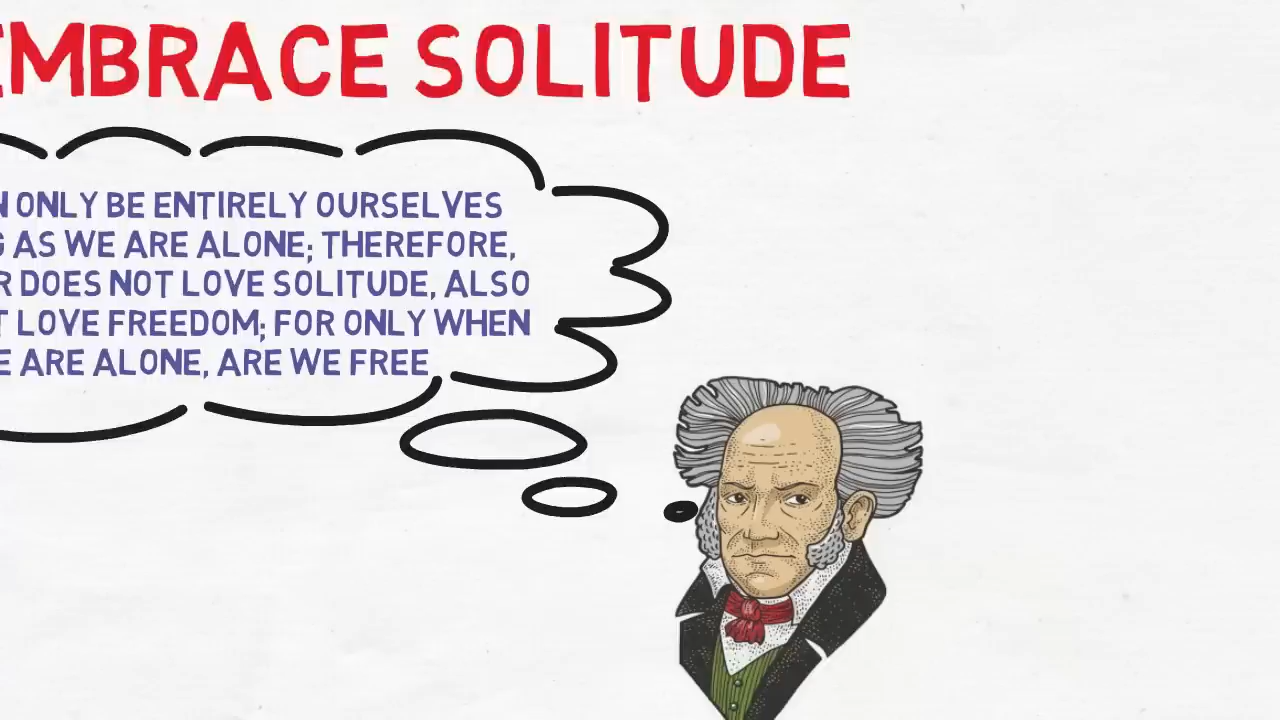 EMBRACE SOLITUDE
N ONLY BE ENTIRELY OURSELVES
G AS WE ARE ALONE; THEREFORE,
R DOES NOT LOVE SOLITUDE, ALSO
T LOVE FREEDOM; FOR ONLY WHEN
E ARE ALONE, ARE WE FREE